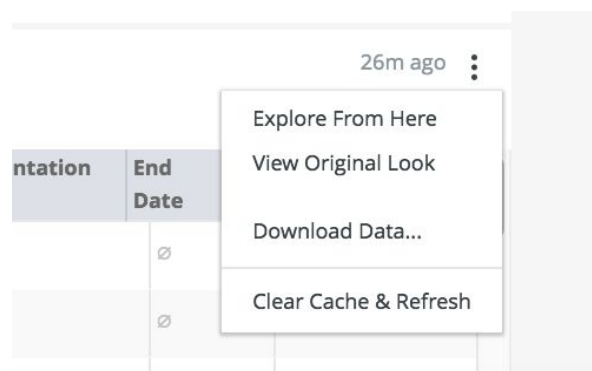 26m ago
Explore From Here
ntation
End
View Original Look
Date
Download Data...
∅
Clear Cache & Refresh
∅